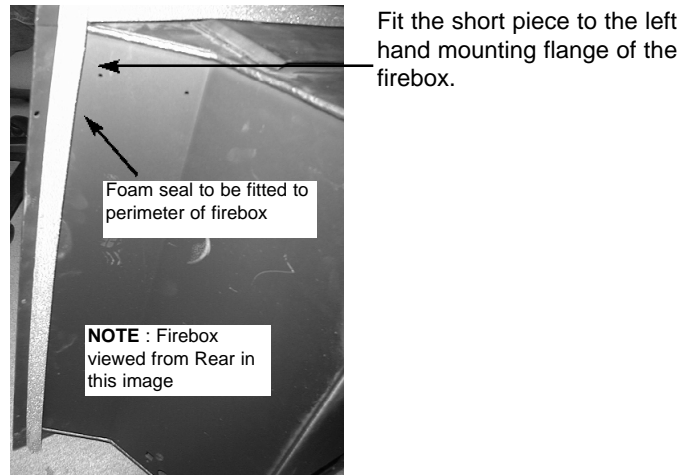 Fit the short piece to the left
hand mounting flange of the
firebox.
Foam seal to be fitted to
perimeter of firebox
NOTE : Firebox
viewed from Rear in
this image